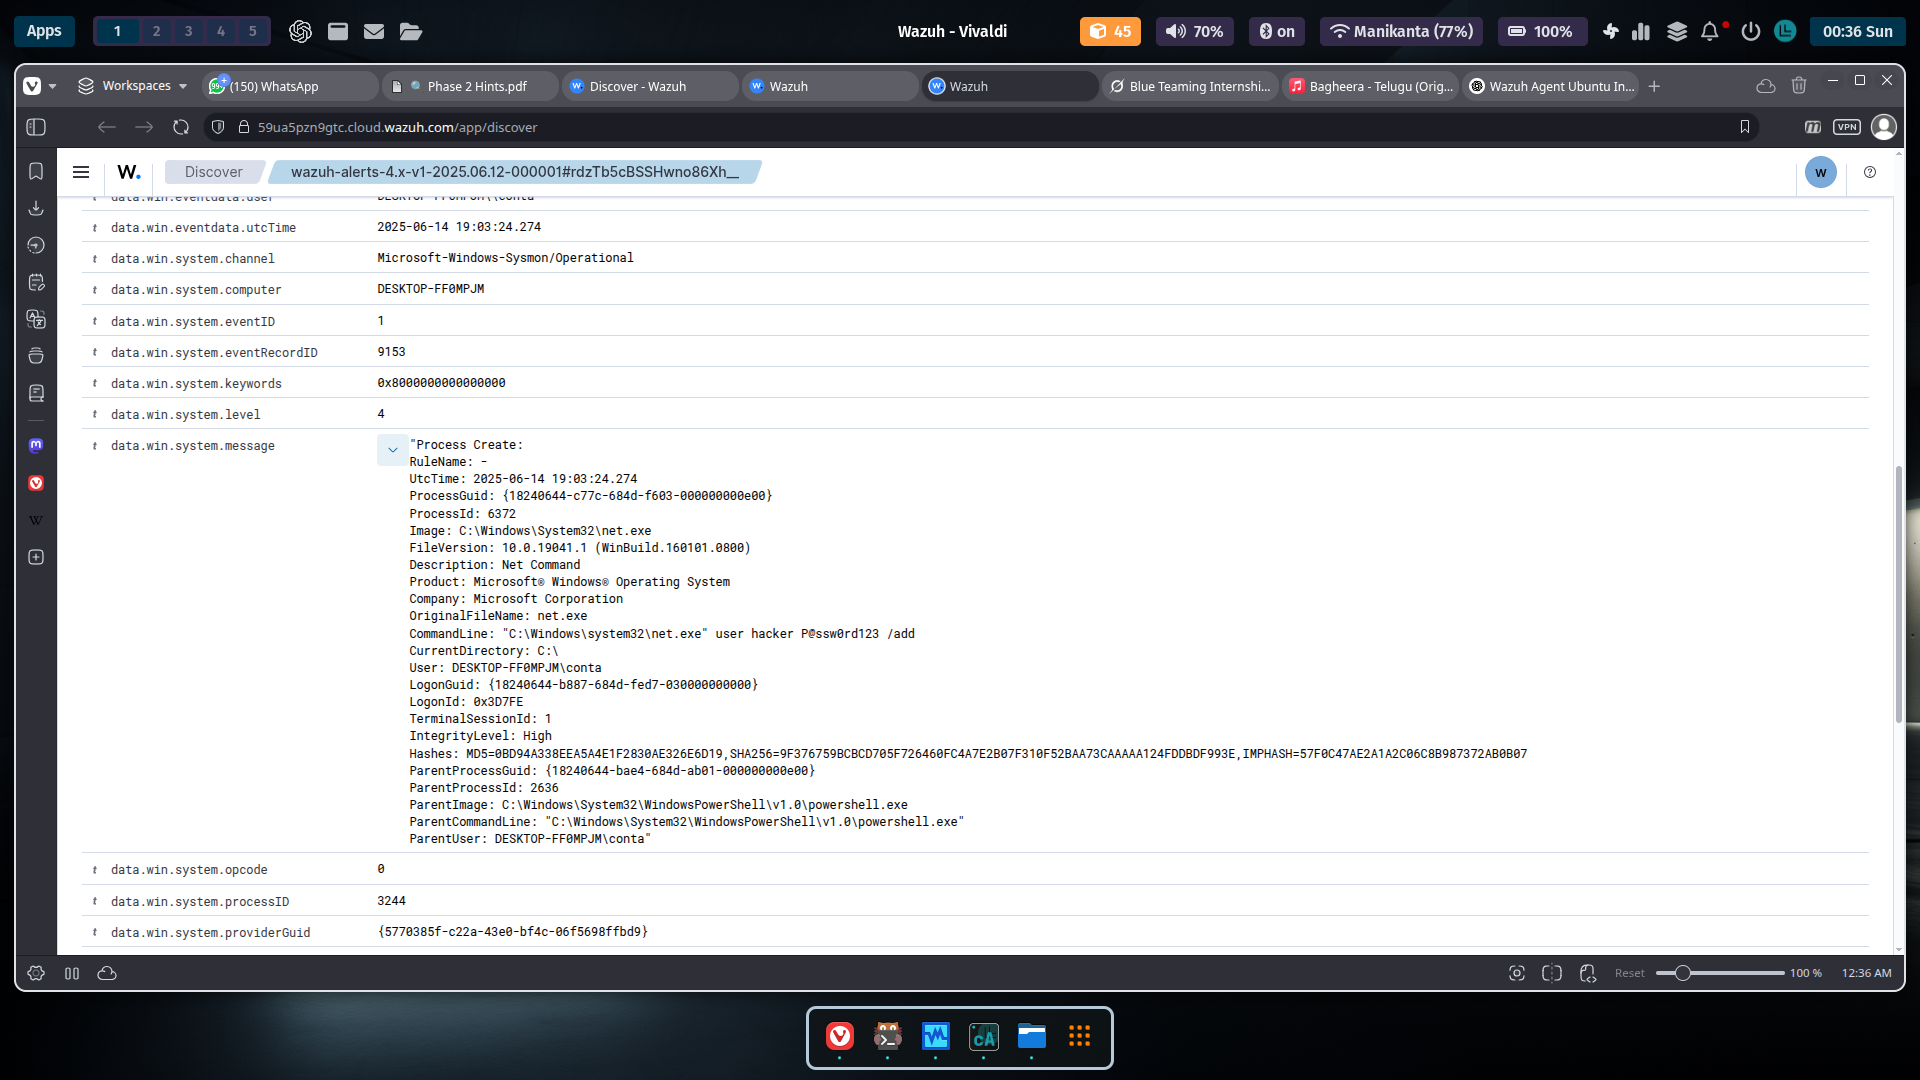 Apps
1 2 3 4 5
Wazuh - Vivaldi
45
70%
on
Manikanta (77%)
100%
00:36 Sun
Workspaces
(150) WhatsApp
Phase 2 Hints.pdf
Discover - Wazuh
Wazuh
Wazuh
Blue Teaming Internshi...
Bagheera - Telugu (Orig...
Wazuh Agent Ubuntu In...
59ua5pzn9gtc.cloud.wazuh.com/app/discover
VPN
W.
Discover
wazuh-alerts-4.x-v1-2025.06.12-000001#rdzTb5cBSSHwno86Xh__
W
data.win.eventdata.user DESKTOP-FF0MPJM\\conta
t data.win.eventdata.utcTime 2025-06-14 19:03:24.274
t data.win.system.channel Microsoft-Windows-Sysmon/Operational
t data.win.system.computer DESKTOP-FF0MPJM
t data.win.system.eventID 1
t data.win.system.eventRecordID 9153
t data.win.system.keywords 0x8000000000000000
t data.win.system.level 4
t data.win.system.message "Process Create:
RuleName: -
UtcTime: 2025-06-14 19:03:24.274
ProcessGuid: {18240644-c77c-684d-f603-000000000e00}
ProcessId: 6372
Image: C:\Windows\System32\net.exe
FileVersion: 10.0.19041.1 (WinBuild.160101.0800)
Description: Net Command
Product: Microsoft® Windows® Operating System
Company: Microsoft Corporation
OriginalFileName: net.exe
CommandLine: "C:\Windows\system32\net.exe" user hacker P@ssw0rd123 /add
CurrentDirectory: C:\
User: DESKTOP-FF0MPJM\conta
LogonGuid: {18240644-b887-684d-fed7-030000000000}
LogonId: 0x3D7FE
TerminalSessionId: 1
IntegrityLevel: High
Hashes: MD5=0BD94A338EEA5A4E1F2830AE326E6D19,SHA256=9F376759BCBCD705F726460FC4A7E2B07F310F52BAA73CAAAAA124FDDBDF993E,IMPHASH=57F0C47AE2A1A2C06C8B987372AB0B07
ParentProcessGuid: {18240644-bae4-684d-ab01-000000000e00}
ParentProcessId: 2636
ParentImage: C:\Windows\System32\WindowsPowerShell\v1.0\powershell.exe
ParentCommandLine: "C:\Windows\System32\WindowsPowerShell\v1.0\powershell.exe"
ParentUser: DESKTOP-FF0MPJM\conta"
t data.win.system.opcode 0
t data.win.system.processID 3244
t data.win.system.providerGuid {5770385f-c22a-43e0-bf4c-06f5698ffbd9}
Reset
100 %
12:36 AM
cA